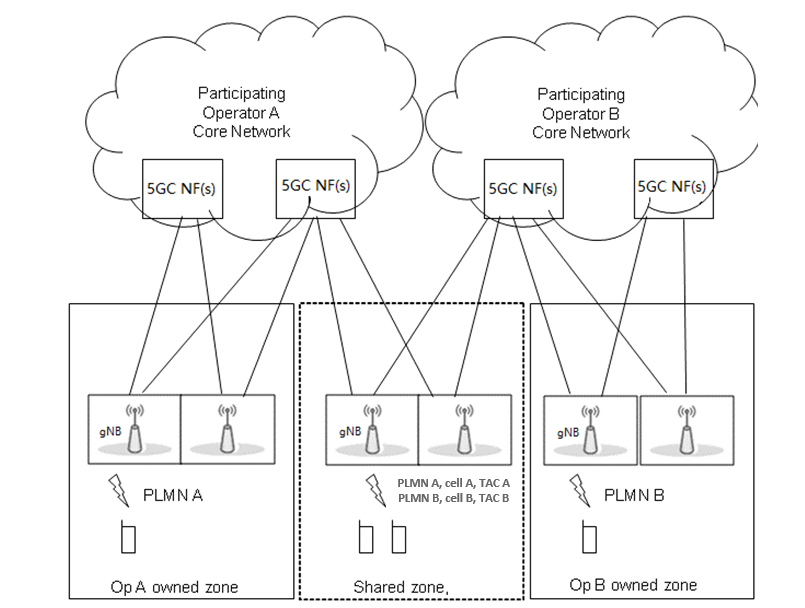 Participating
Operator A
Core Network
Participating
Operator B
Core Network
5GC NF(s)
5GC NF(s)
5GC NF(s)
5GC NF(s)
gNB
gNB
gNB
PLMN A
PLMN A, cell A, TAC A
PLMN B, cell B, TAC B
PLMN B
Op A owned zone
Shared zone,
Op B owned zone